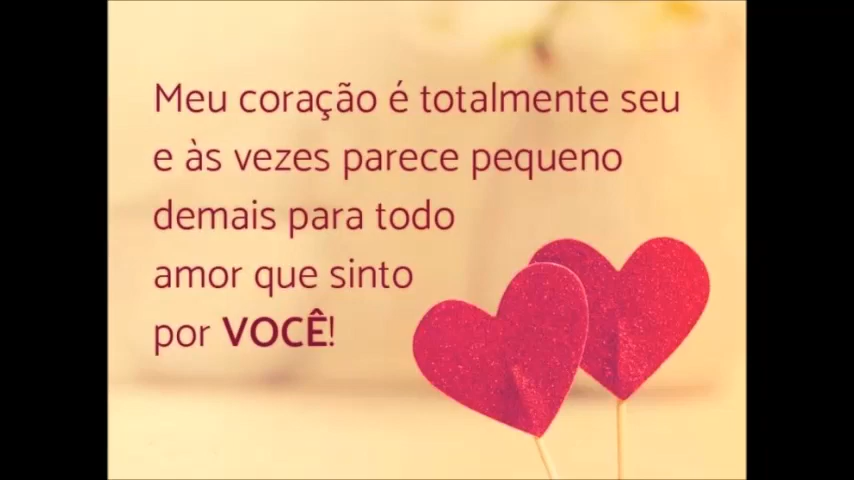 Meu coração é totalmente seu
e às vezes parece pequeno
demais para todo
amor que sinto
por VOCÊ!